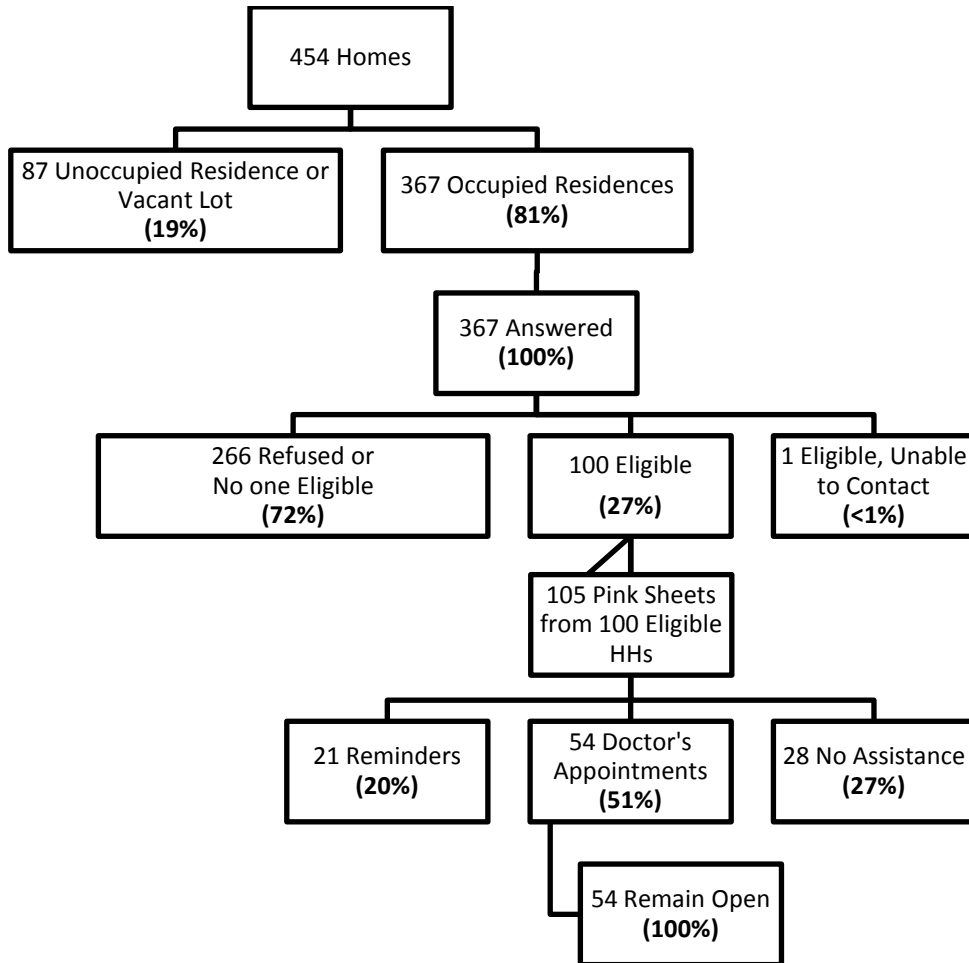 454 Homes
87 Unoccupied Residence or
Vacant Lot
(19%)
367 Occupied Residences
(81%)
367 Answered
(100%)
266 Refused or
No one Eligible
(72%)
100 Eligible
(27%)
1 Eligible, Unable
to Contact
(<1%)
105 Pink Sheets
from 100 Eligible
HHs
21 Reminders
(20%)
54 Doctor's
Appointments
(51%)
28 No Assistance
(27%)
54 Remain Open
(100%)